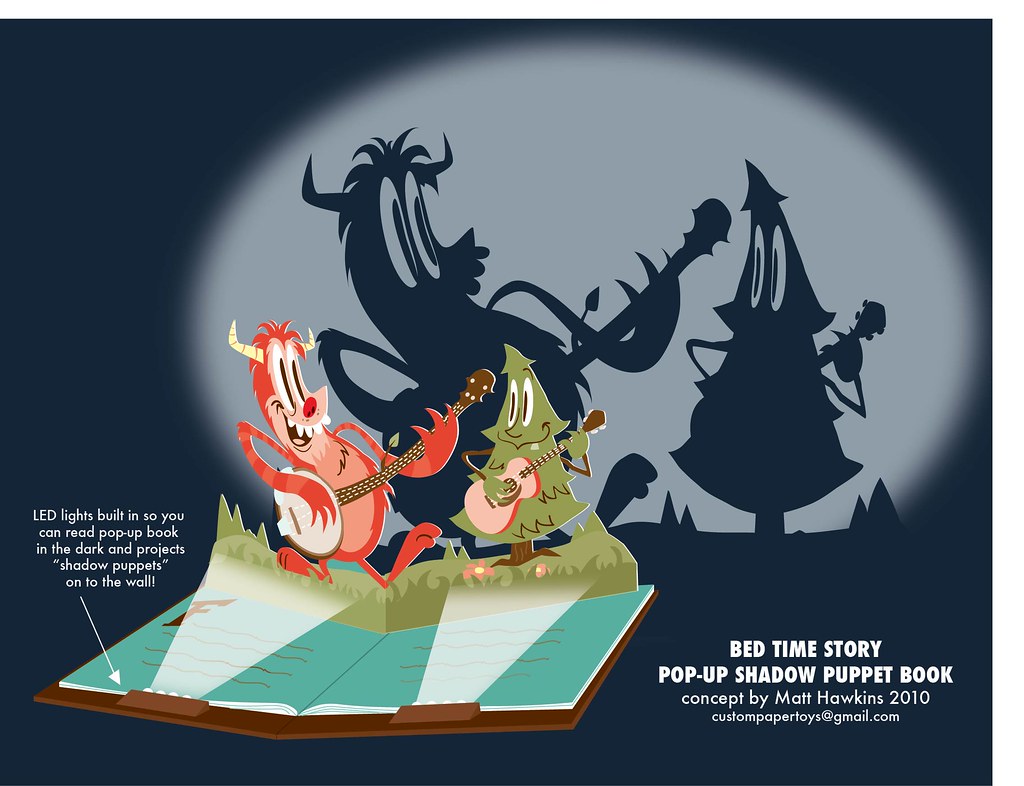 LED lights built in so you
can read pop-up book
in the dark and projects
“shadow puppets”
on to the wall!
BED TIME STORY
POP-UP SHADOW PUPPET BOOK
concept by Matt Hawkins 2010
custompapertoys@gmail.com